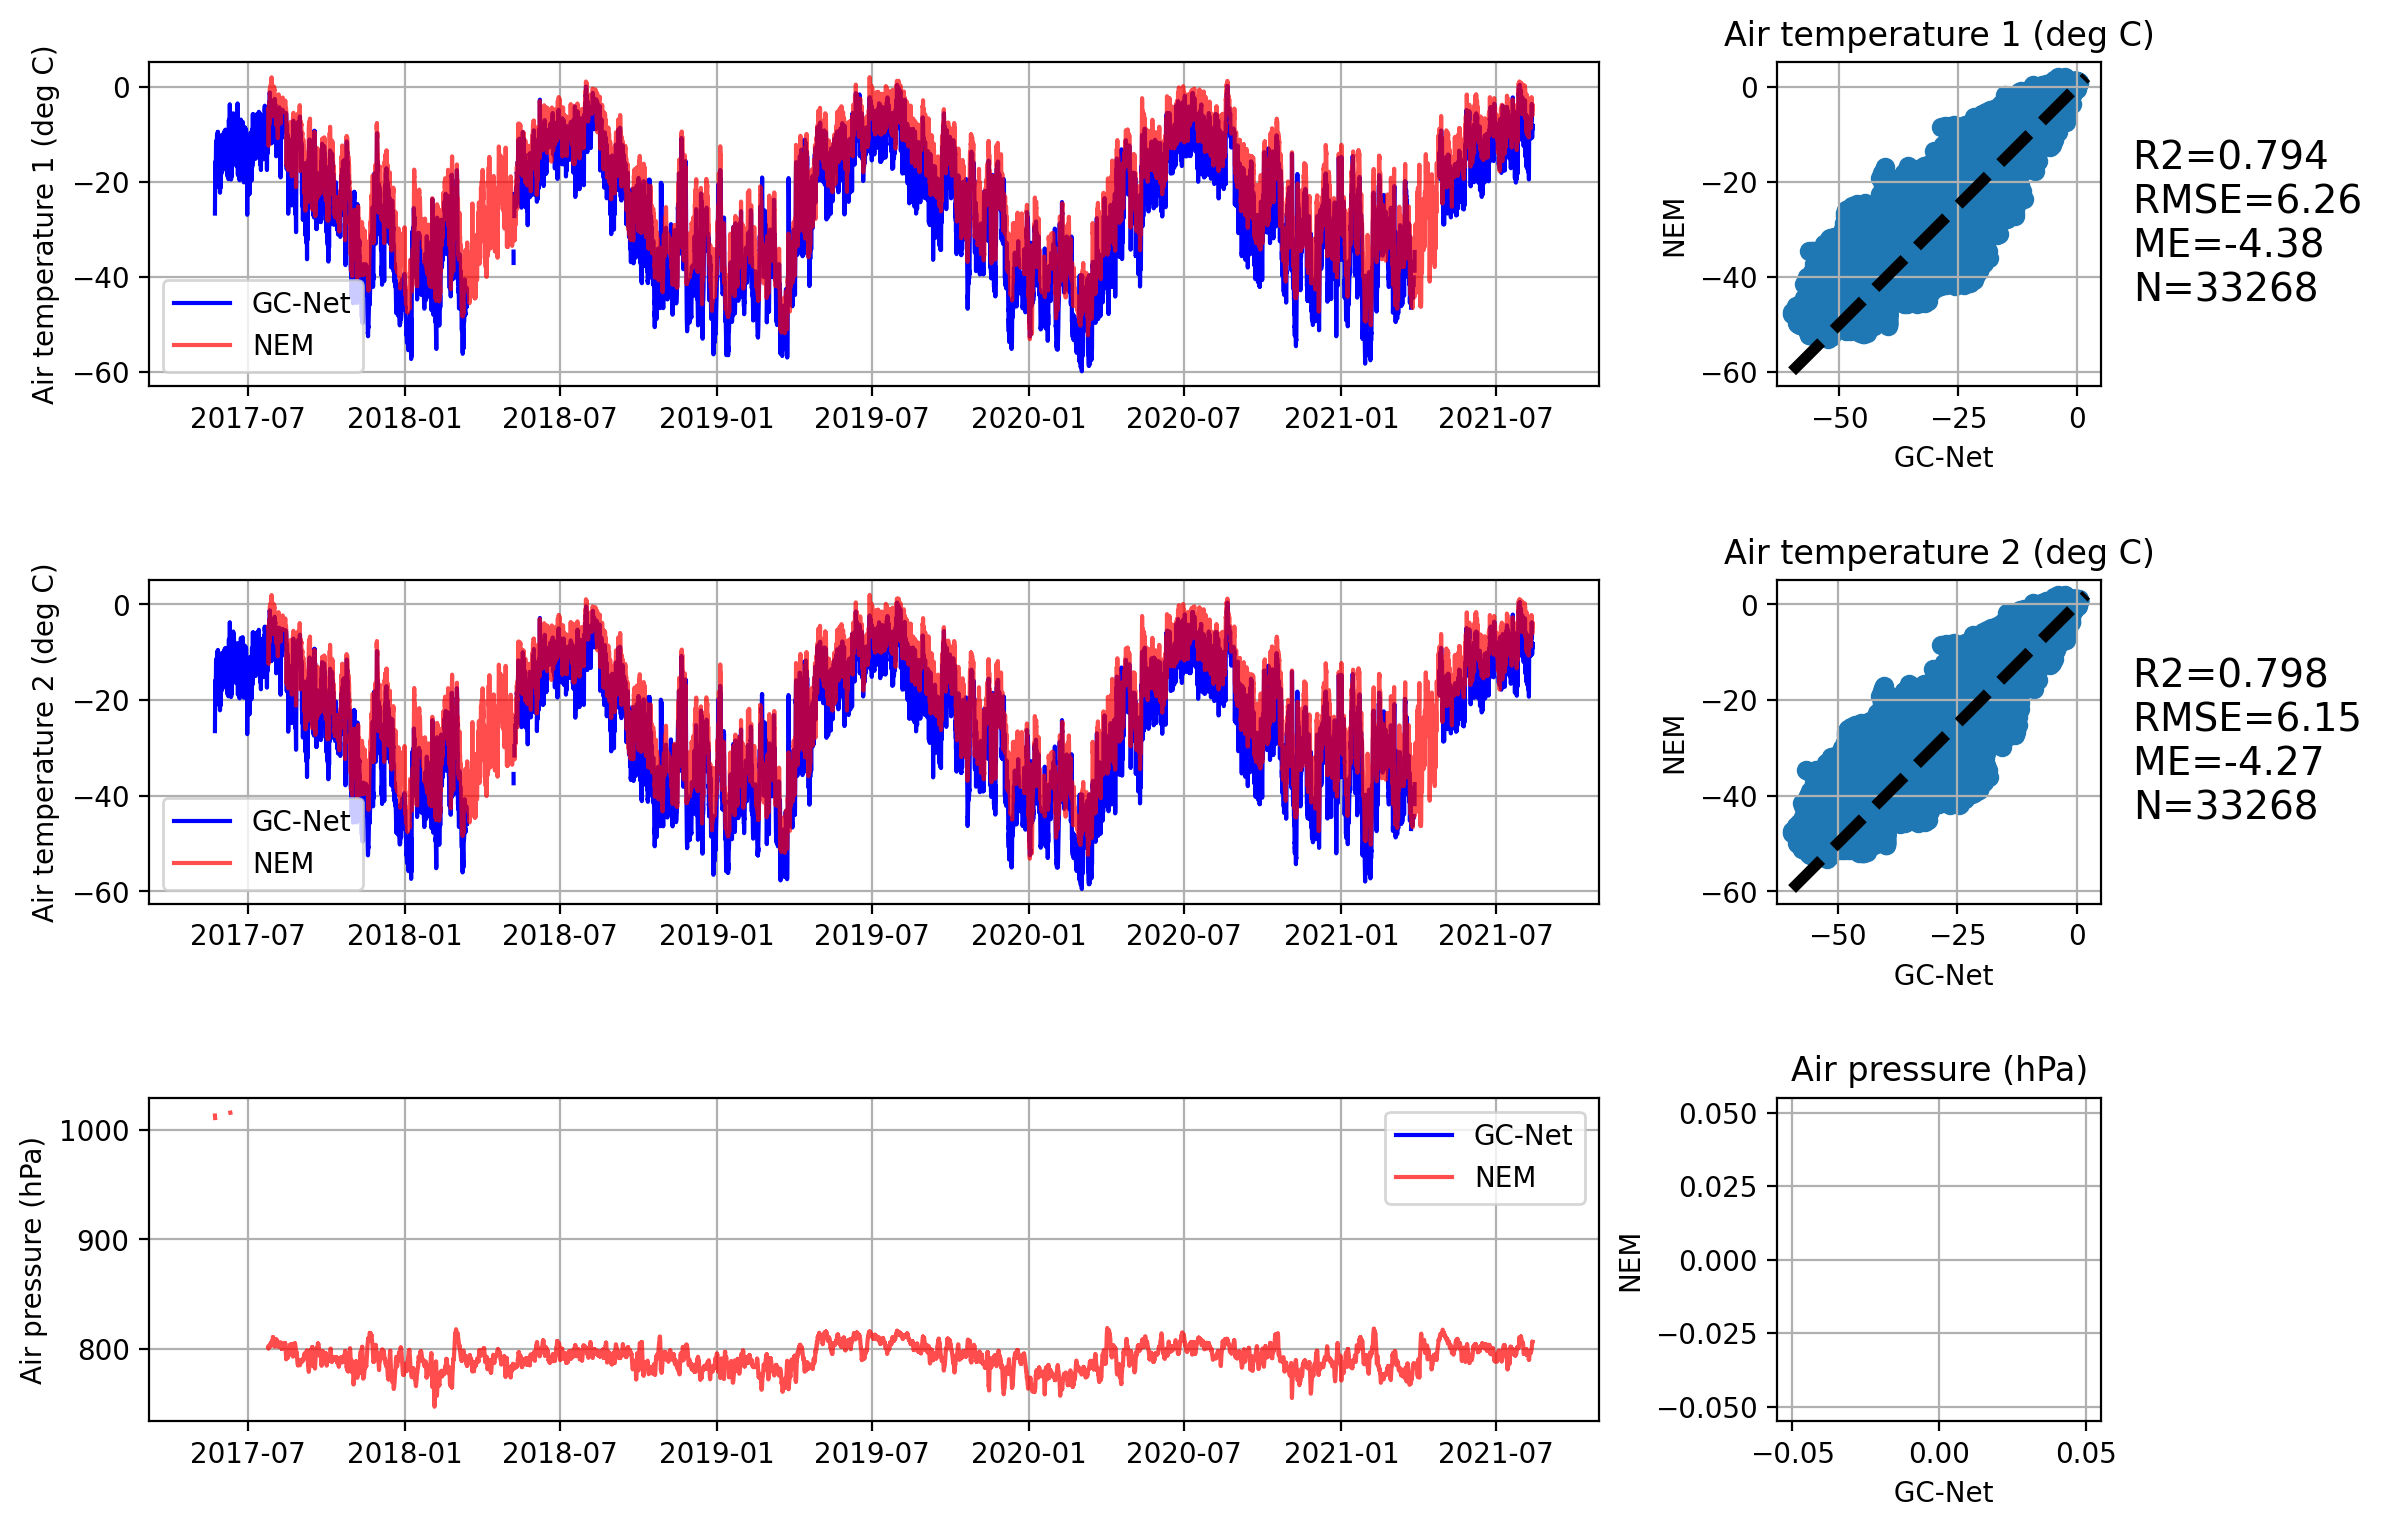 Air temperature 1 (deg C)
0
−20
−40
−60
GC-Net
NEM
2017-07 2018-01 2018-07 2019-01 2019-07 2020-01 2020-07 2021-01 2021-07
Air temperature 1 (deg C)
NEM
0
−20
−40
−60
−50 −25 0
GC-Net
R2=0.794
RMSE=6.26
ME=-4.38
N=33268
Air temperature 2 (deg C)
0
−20
−40
−60
GC-Net
NEM
2017-07 2018-01 2018-07 2019-01 2019-07 2020-01 2020-07 2021-01 2021-07
Air temperature 2 (deg C)
NEM
0
−20
−40
−60
−50 −25 0
GC-Net
R2=0.798
RMSE=6.15
ME=-4.27
N=33268
Air pressure (hPa)
1000
900
800
GC-Net
NEM
2017-07 2018-01 2018-07 2019-01 2019-07 2020-01 2020-07 2021-01 2021-07
Air pressure (hPa)
NEM
0.050
0.025
0.000
−0.025
−0.050
−0.05 0.00 0.05
GC-Net